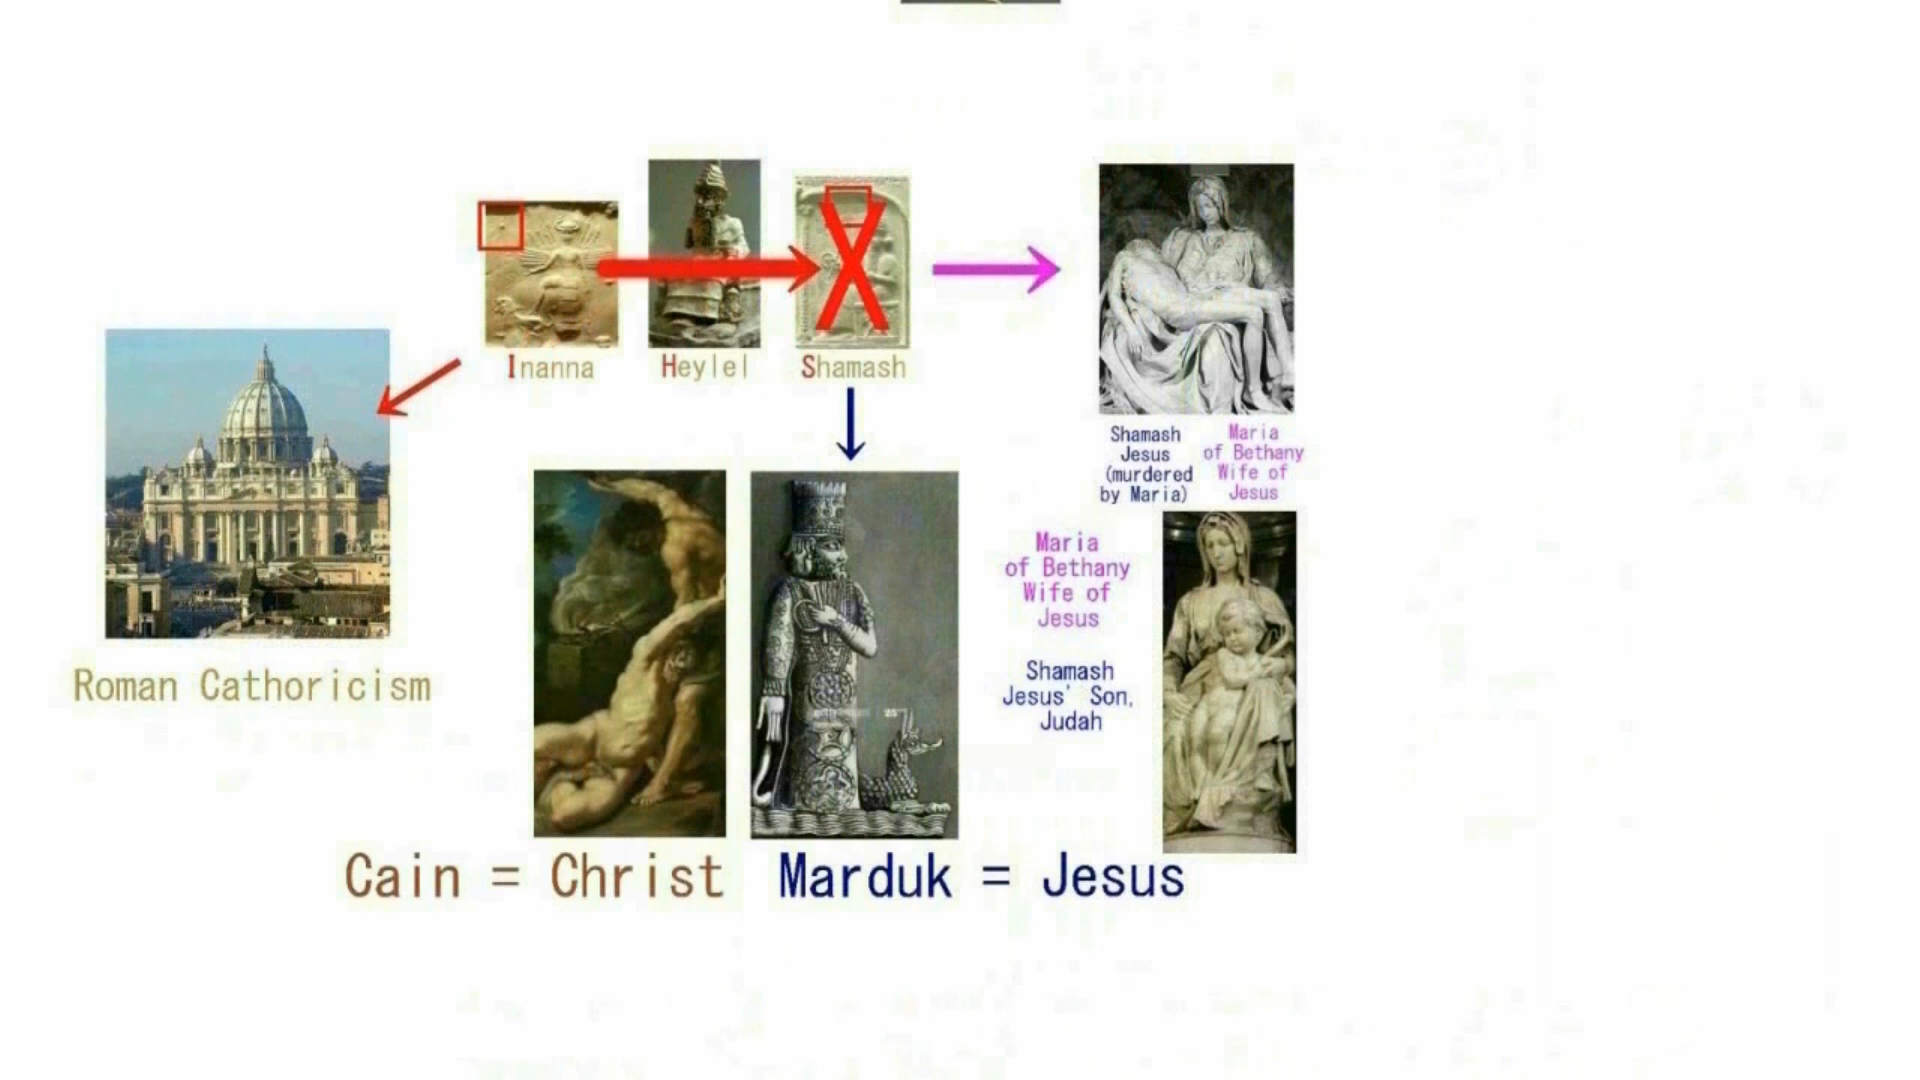 Inanna
Heylel
Shamash
Roman Cathoricism
Shamash
Jesus
(murdered
by Maria)
Maria
of Bethany
Wife of
Jesus
Maria
of Bethany
Wife of
Jesus
Shamash
Jesus' Son,
Judah
Cain = Christ
Marduk = Jesus